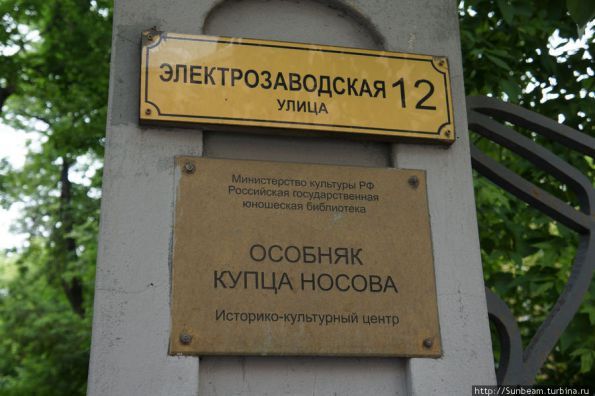 ЭЛЕКТРОЗАВОДСКАЯ 12
УЛИЦА
Министерство культуры РФ
Российская государственная
юношеская библиотека
ОСОБНЯК
КУПЦА НОСОВА
Историко-культурный центр
http://Sunbeam.turbina.ru